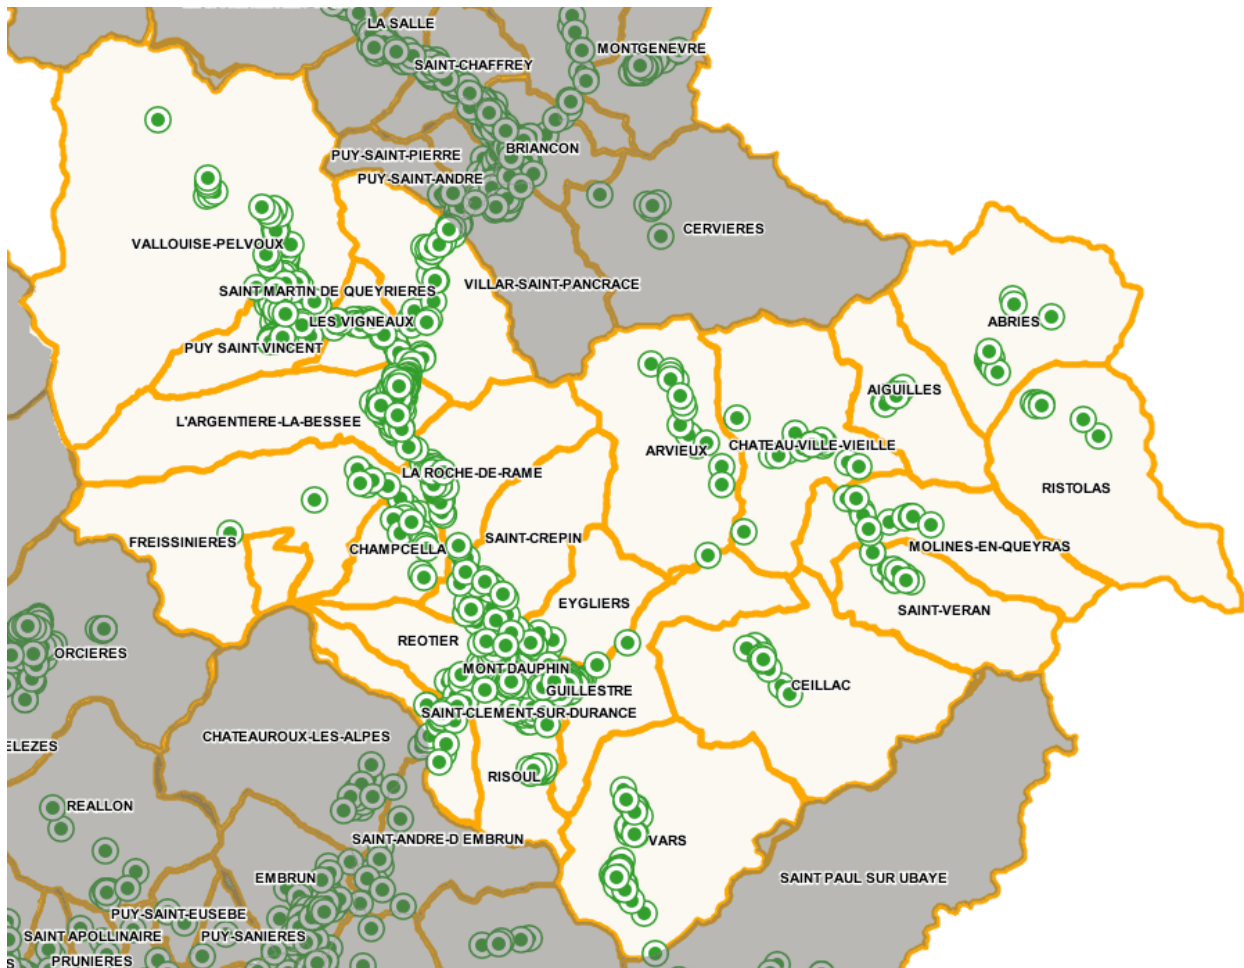 LA SALLE
MONTGENEVRE
SAINT-CHAFFREY
BRIANCON
PUY-SAINT-PIERRE
PUY-SAINT-ANDRE
CERVIERES
VALLOUISE-PELVOUX
VILLAR-SAINT-PANCRACE
SAINT MARTIN DE QUEYRIERES
LES VIGNEAUX
ABRIES
PUY SAINT VINCENT
AIGUILLES
L'ARGENTIERE-LA-BESSEE
CHATEAU-VILLE-VIEILLE
ARVIEUX
LA ROCHE-DE-RAME
RISTOLAS
SAINT-CREPIN
FREISSINIERES
CHAMPCELLA
MOLINES-EN-QUEYRAS
EYGLIERS
SAINT-VERAN
REOTIER
ORCIERES
MONT DAUPHIN
CEILLAC
GUILLESTRE
SAINT-CLEMENT-SUR-DURANCE
CHATEAUROUX-LES-ALPES
ELEZES
RISOUL
REALLON
SAINT-ANDRE-D EMBRUN
VARS
EMBRUN
SAINT PAUL SUR UBAYE
PUY-SAINT-EUSEBE
SAINT APOLLINAIRE
PUY-SANIERES
PRUNIERES
S